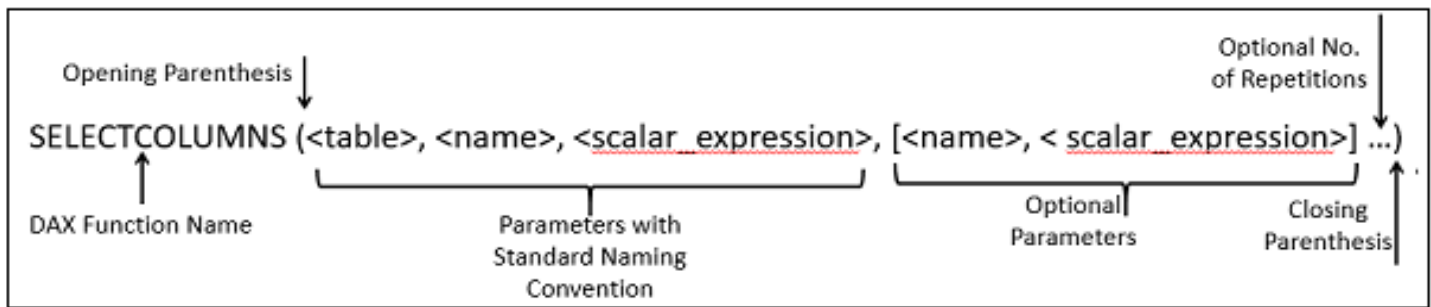 Optional No.
of Repetitions
Opening Parenthesis
SELECTCOLUMNS (<table>, <name>, <scalar_expression>, [<name>, < scalar_expression>] ...)
DAX Function Name
Parameters with
Standard Naming
Convention
Optional
Parameters
Closing
Parenthesis